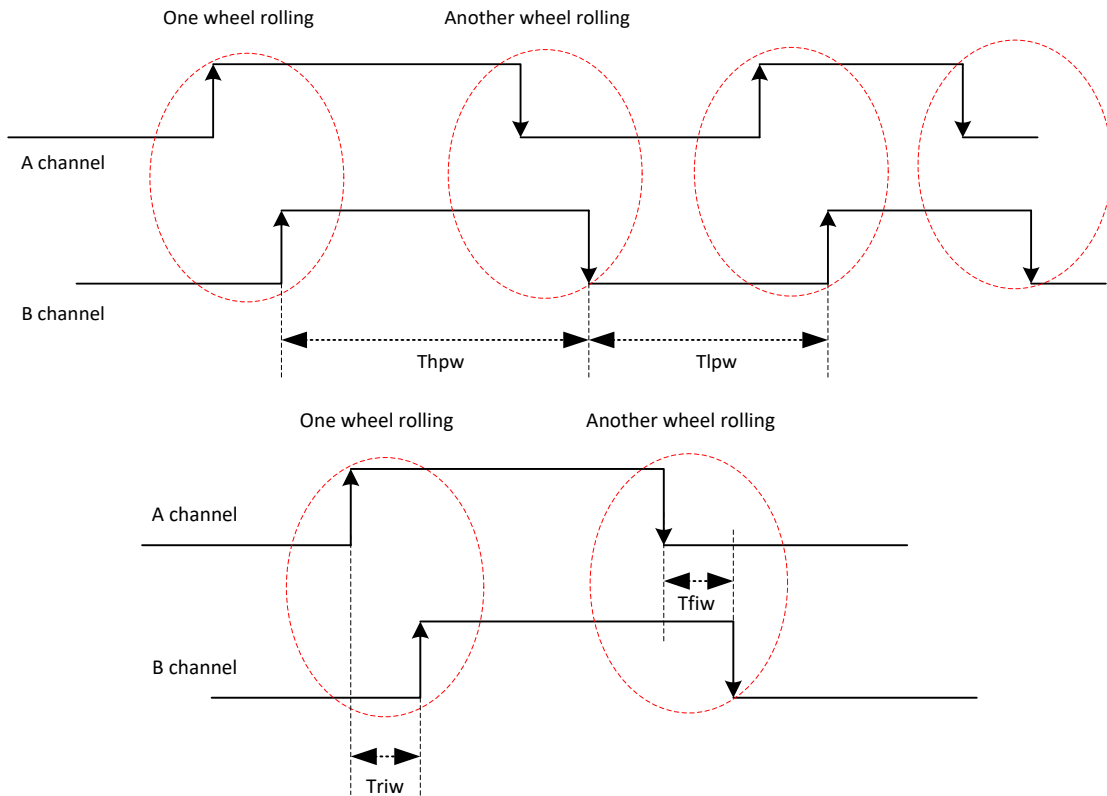 One wheel rolling
Another wheel rolling
A channel
B channel
Thpw
Tlpw
One wheel rolling
Another wheel rolling
A channel
Tfiw
B channel
Triw